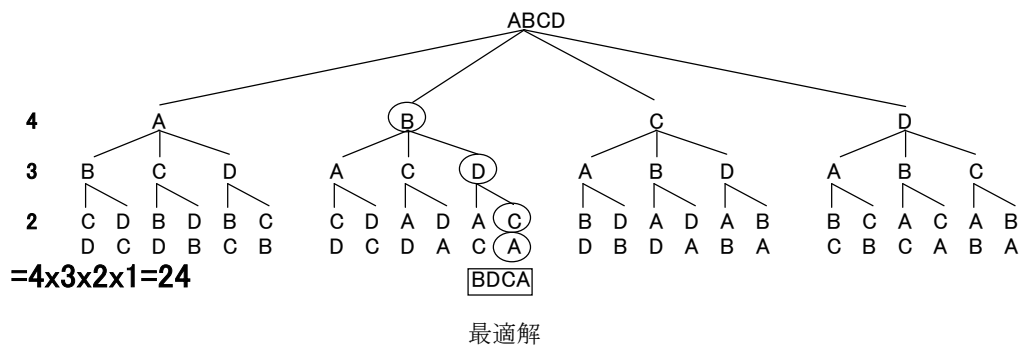 ABCD
4 A B C D
3 B C D A C D A B D A B C
2 C D B D B C C D A D A C B D A D A B B C A C A B
D C D B C B D C D A C A D B D A B A C B C A B A
=4x3x2x1=24
BDCA
最適解